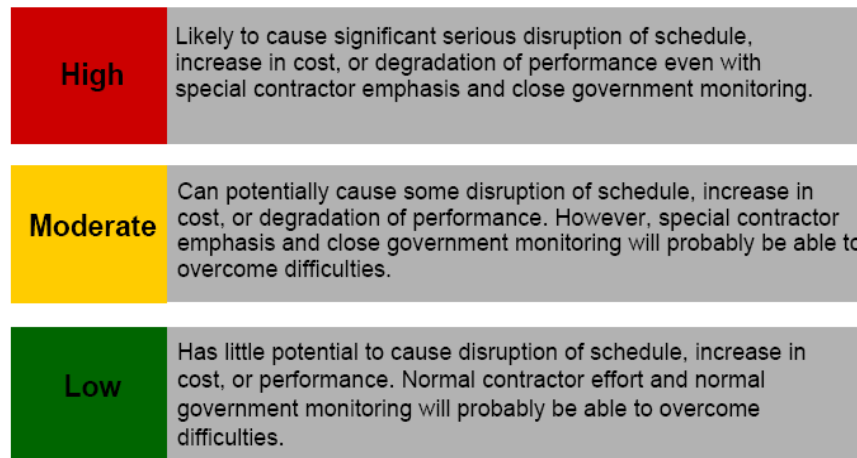 High
Likely to cause significant serious disruption of schedule,
increase in cost, or degradation of performance even with
special contractor emphasis and close government monitoring.
Moderate
Can potentially cause some disruption of schedule, increase in
cost, or degradation of performance. However, special contractor
emphasis and close government monitoring will probably be able to
overcome difficulties.
Low
Has little potential to cause disruption of schedule, increase in
cost, or performance. Normal contractor effort and normal
government monitoring will probably be able to overcome
difficulties.